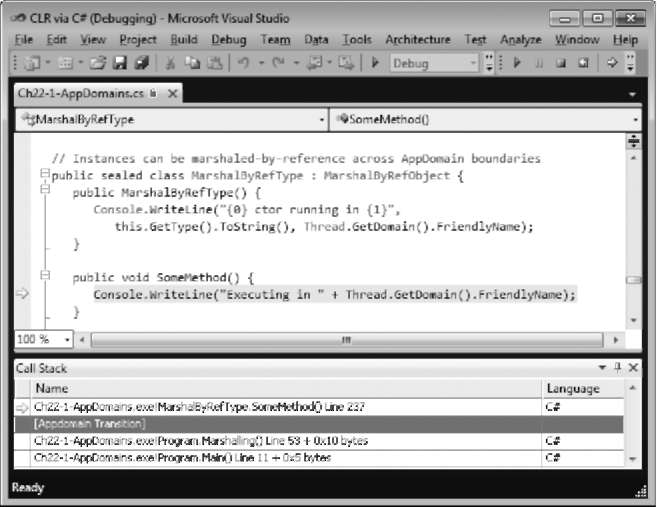 CLR via C# (Debugging) - Microsoft Visual Studio
File Edit View Project Build Debug Team Data Tools Architecture Test Analyze Window Help
Debug
Ch22-1-AppDomains.cs
MarshalByRefType SomeMethod()
// Instances can be marshaled-by-reference across AppDomain boundaries
public sealed class MarshalByRefType : MarshalByRefObject {
public MarshalByRefType() {
Console.WriteLine("{0} ctor running in {1}",
this.GetType().ToString(), Thread.GetDomain().FriendlyName);
}
public void SomeMethod() {
Console.WriteLine("Executing in " + Thread.GetDomain().FriendlyName);
}
100 %
Call Stack
Name Language
Ch22-1-AppDomains.exe!MarshalByRefType.SomeMethod() Line 237 C#
[Appdomain Transition]
Ch22-1-AppDomains.exe!Program.Marshalling() Line 53 + 0x10 bytes C#
Ch22-1-AppDomains.exe!Program.Main() Line 11 + 0x5 bytes C#
Ready